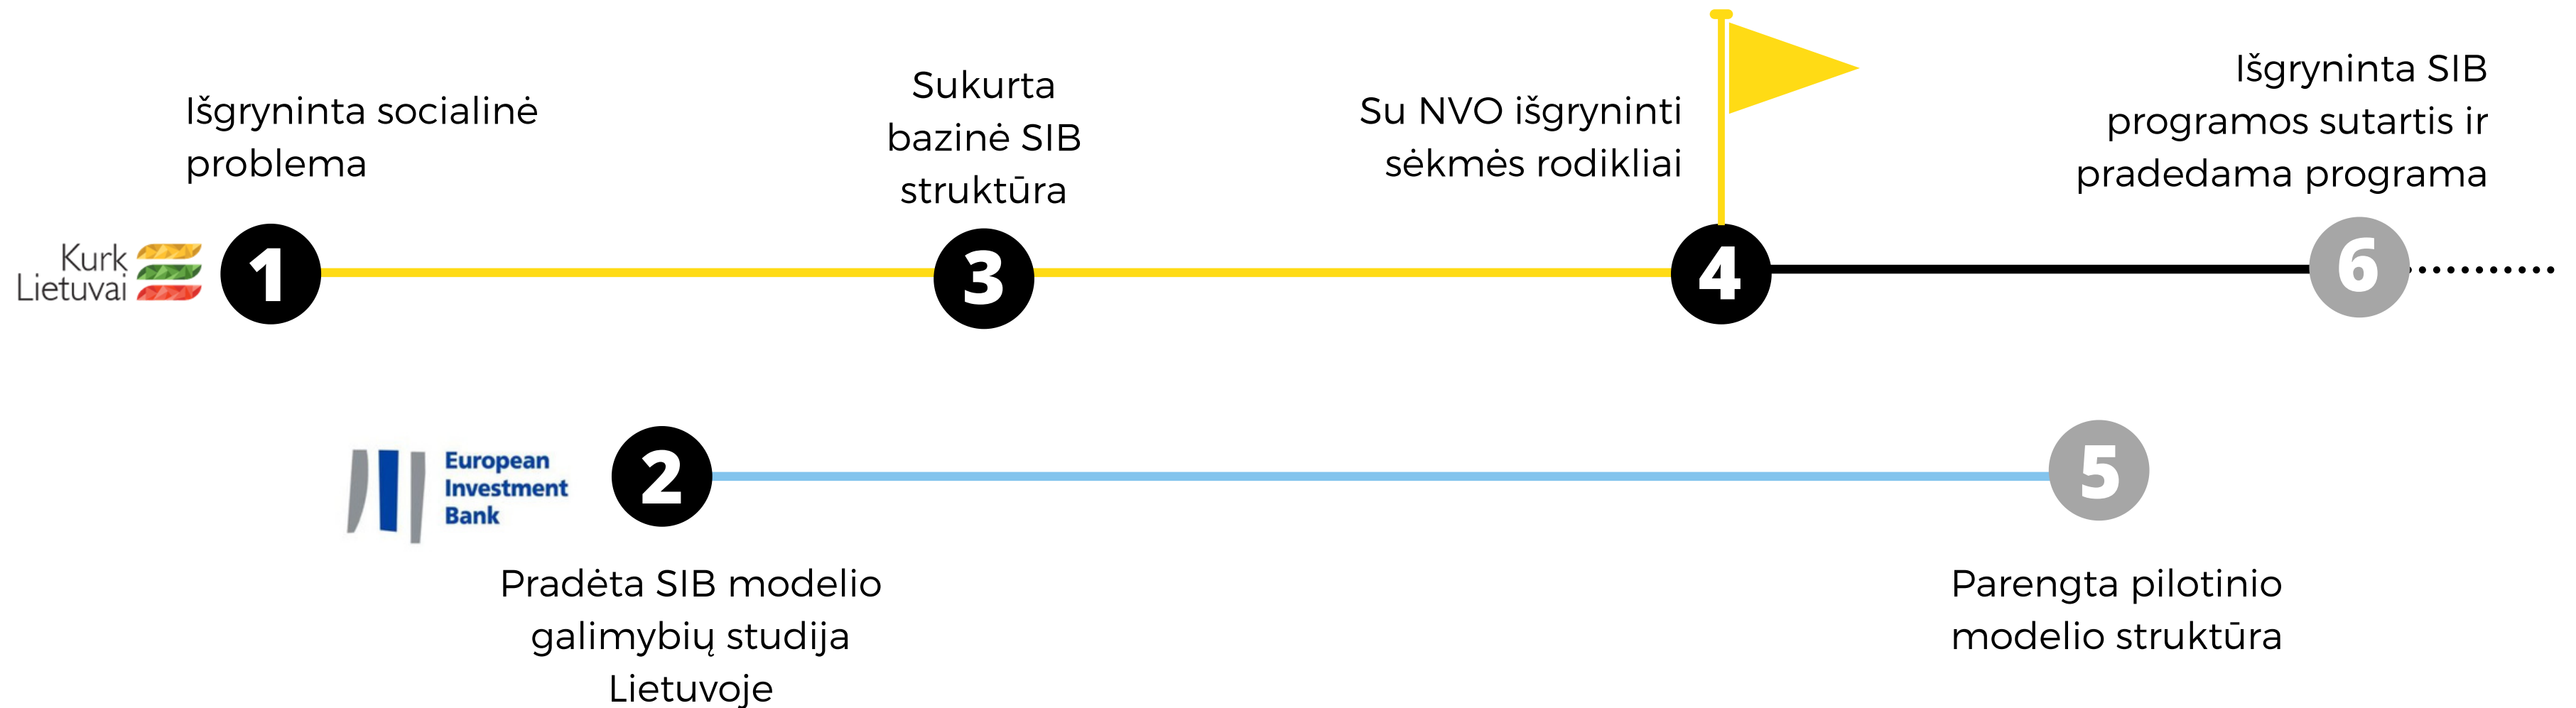 Išgryninta socialinė
problema
Sukurta
bazinė SIB
struktūra
Su NVO išgryninti
sėkmės rodikliai
Išgryninta SIB
programos sutartis ir
pradedama programa
Kurk
Lietuvai
1
3
4
6
European
Investment
Bank
2
5
Pradėta SIB modelio
galimybių studija
Lietuvoje
Parengta pilotinio
modelio struktūra